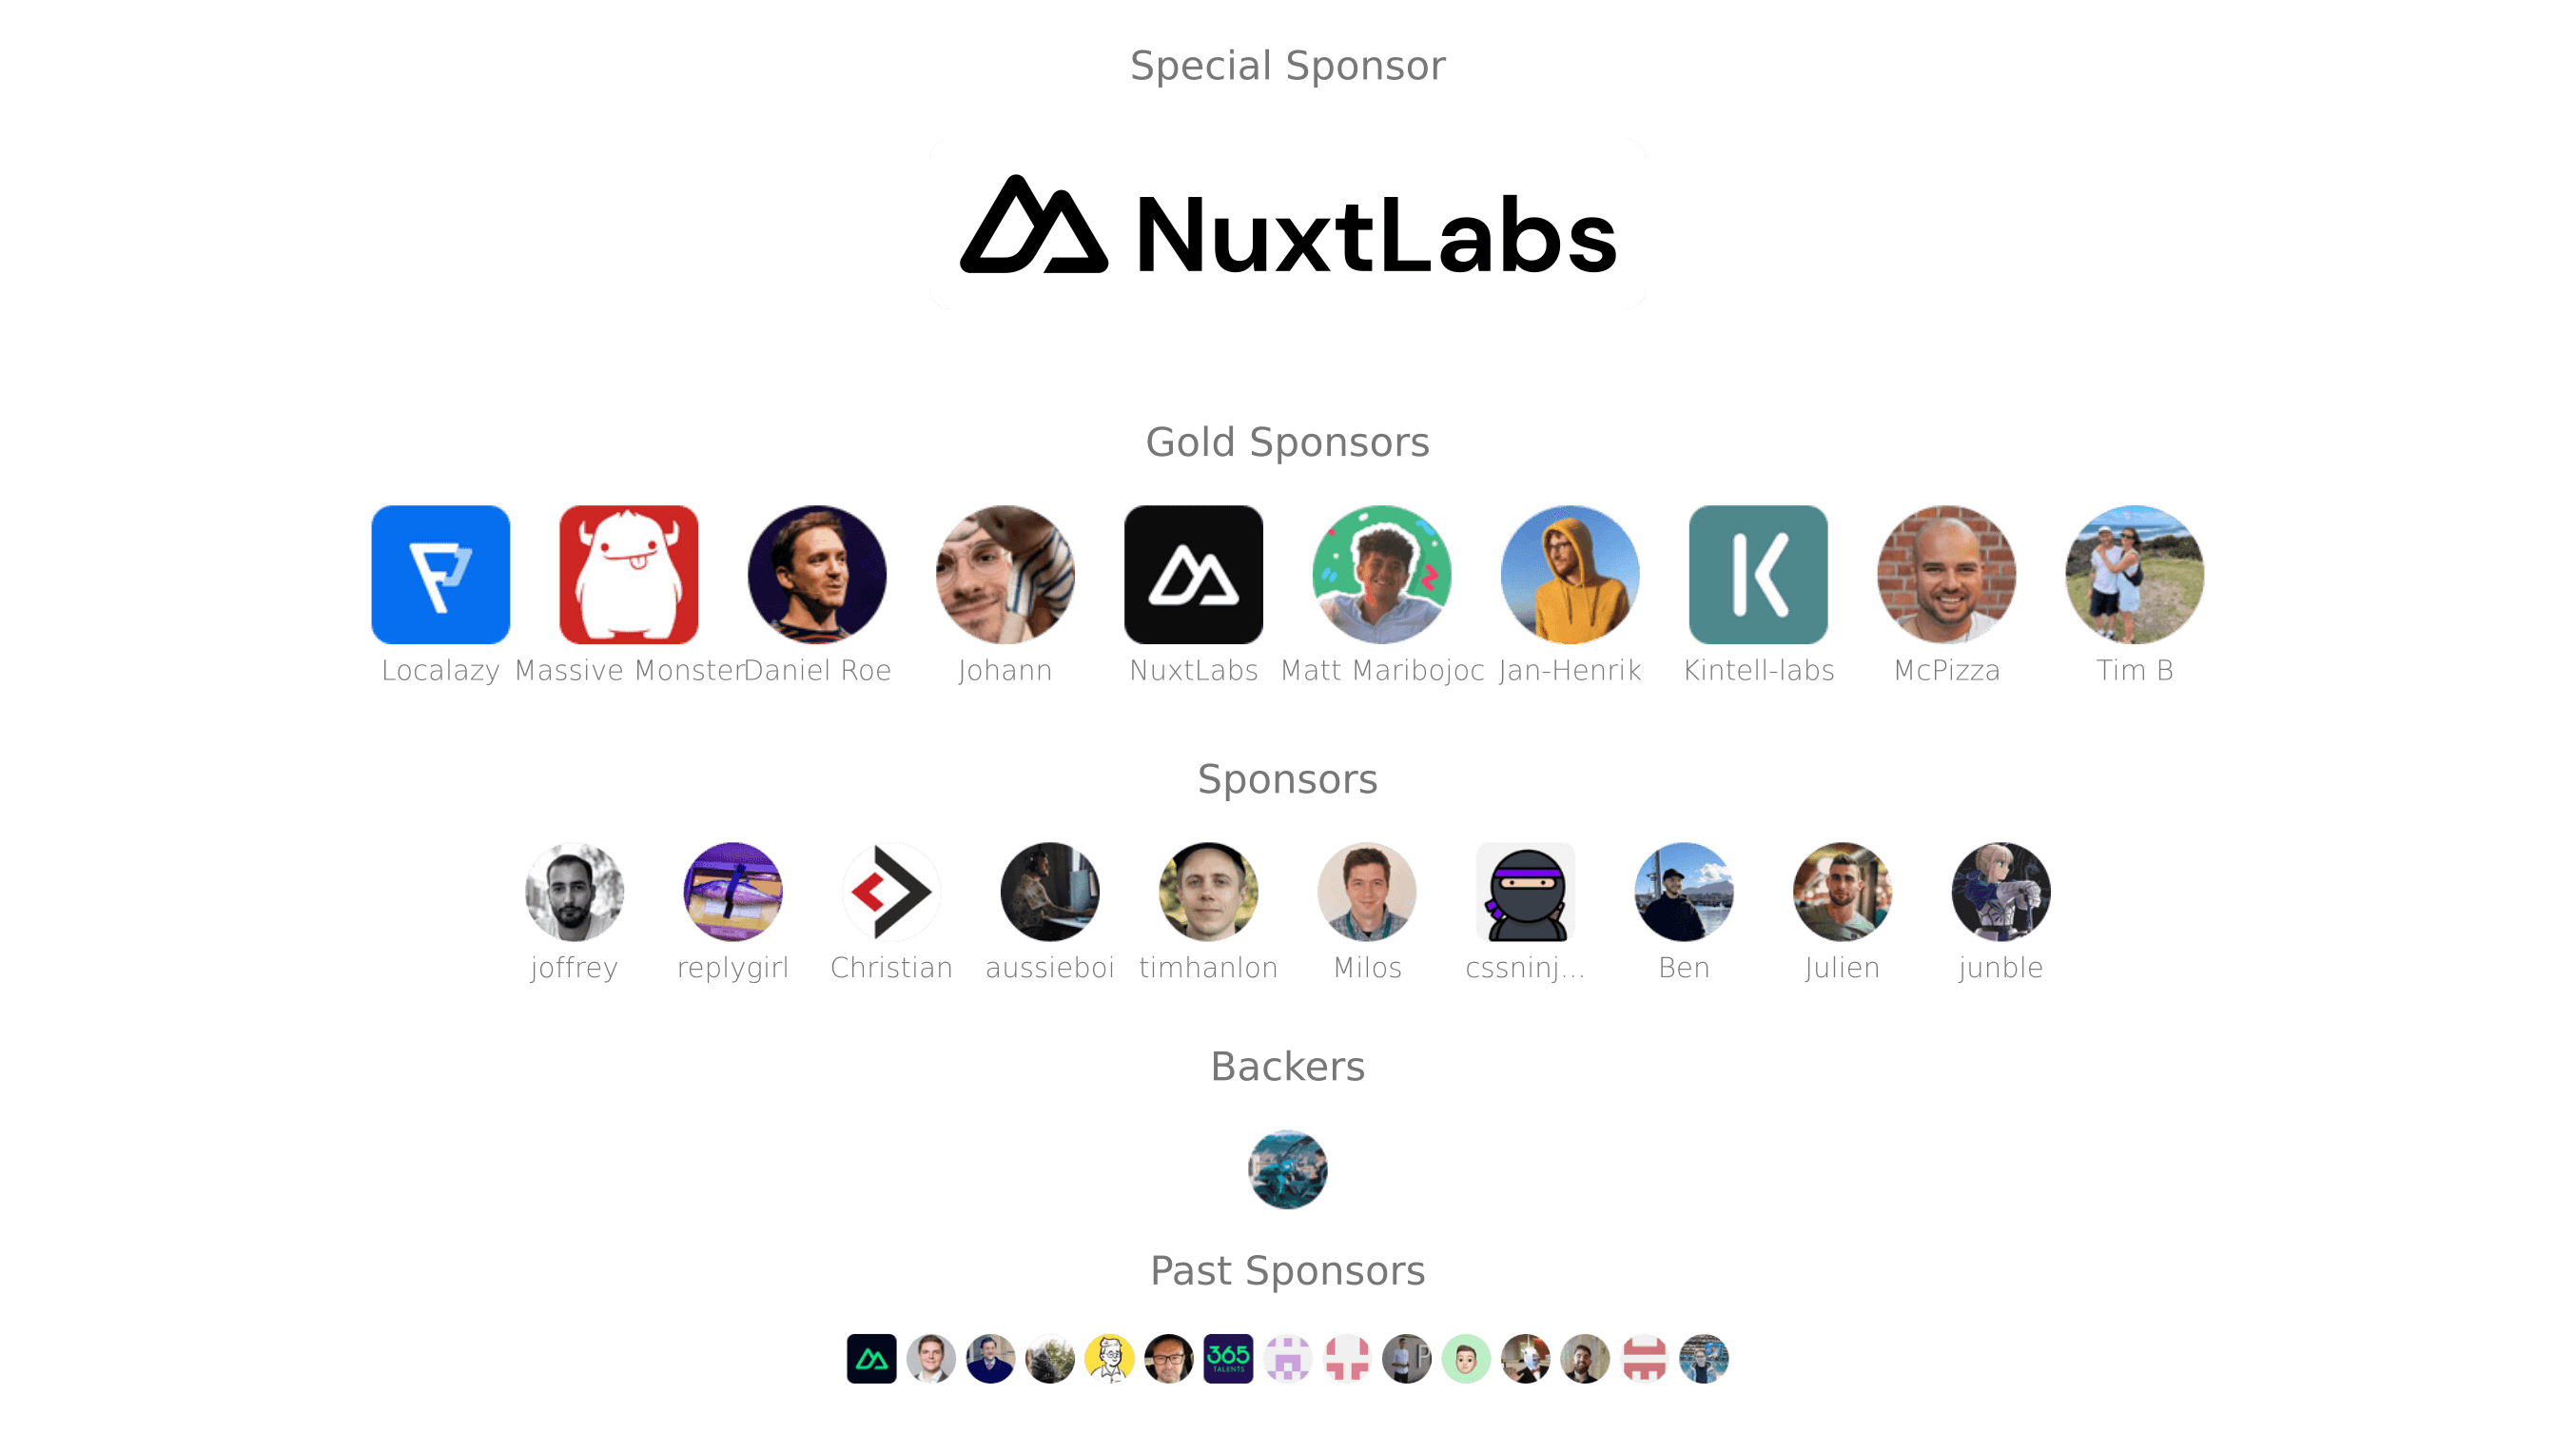 Special Sponsor
NuxtLabs
Gold Sponsors
Localazy Massive Monster Daniel Roe Johann NuxtLabs Matt Maribojoc Jan-Henrik Kintell-labs McPizza Tim B
Sponsors
joffrey replygirl Christian aussieboi timhanlon Milos cssninj... Ben Julien junble
Backers
Past Sponsors
365
TALENTS
P